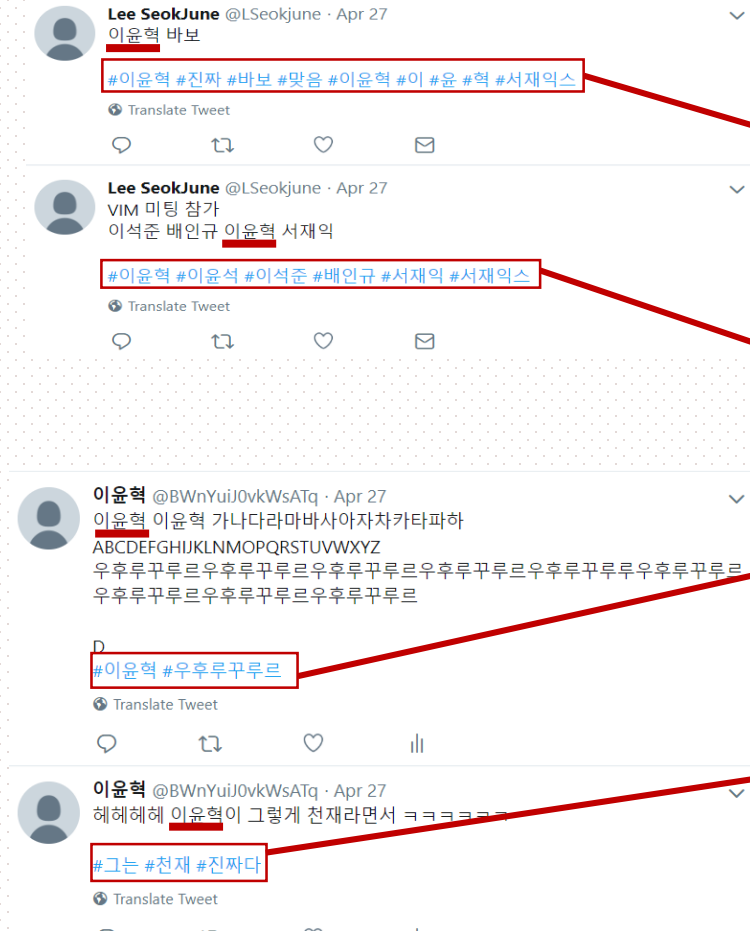 Lee SeokJune @LSeokjune · Apr 27
이윤혁 바보
#이윤혁 #진짜 #바보 #맞음 #이윤혁 #이 #윤 #혁 #서재익스
Translate Tweet
Lee SeokJune @LSeokjune · Apr 27
VIM 미팅 참가
이석준 배인규 이윤혁 서재익
#이윤혁 #이윤석 #이석준 #배인규 #서재익 #서재익스
Translate Tweet
이윤혁 @BWnYuiJ0vkWsATq · Apr 27
이윤혁 이윤혁 가나다라마바사아자차카타파하
ABCDEFGHIJKLNMOPQRSTUVWXYZ
우후루꾸루르우후루꾸루르우후루꾸루르우후루꾸루르우후루꾸루루우후루꾸루르
우후루꾸루르우후루꾸루르우후루꾸루르
D
#이윤혁 #우후루꾸루르
Translate Tweet
이윤혁 @BWnYuiJ0vkWsATq · Apr 27
헤헤헤헤 이윤혁이 그렇게 천재라면서 ㅋㅋㅋㅋㅋㅋ
#그는 #천재 #진짜다
Translate Tweet